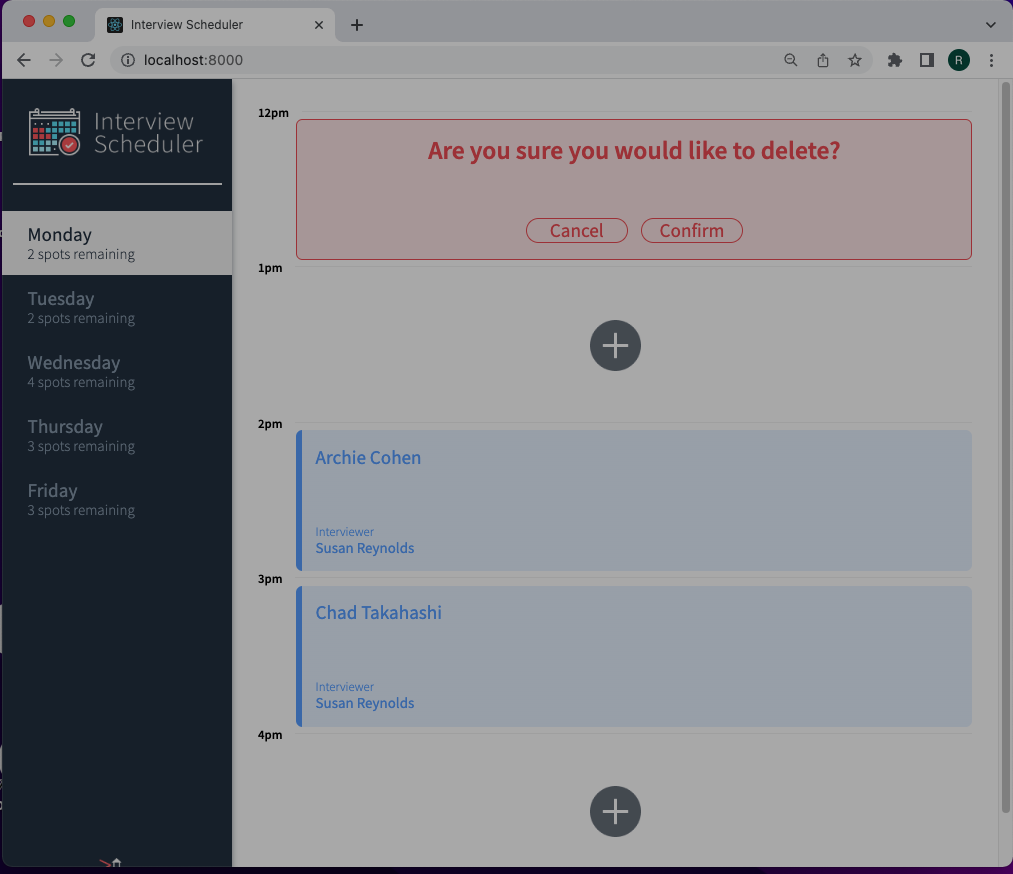 Interview Scheduler
localhost:8000
R
Interview
Scheduler
Monday
2 spots remaining
Tuesday
2 spots remaining
Wednesday
4 spots remaining
Thursday
3 spots remaining
Friday
3 spots remaining
12pm
Are you sure you would like to delete?
Cancel Confirm
1pm
2pm
Archie Cohen
Interviewer
Susan Reynolds
3pm
Chad Takahashi
Interviewer
Susan Reynolds
4pm